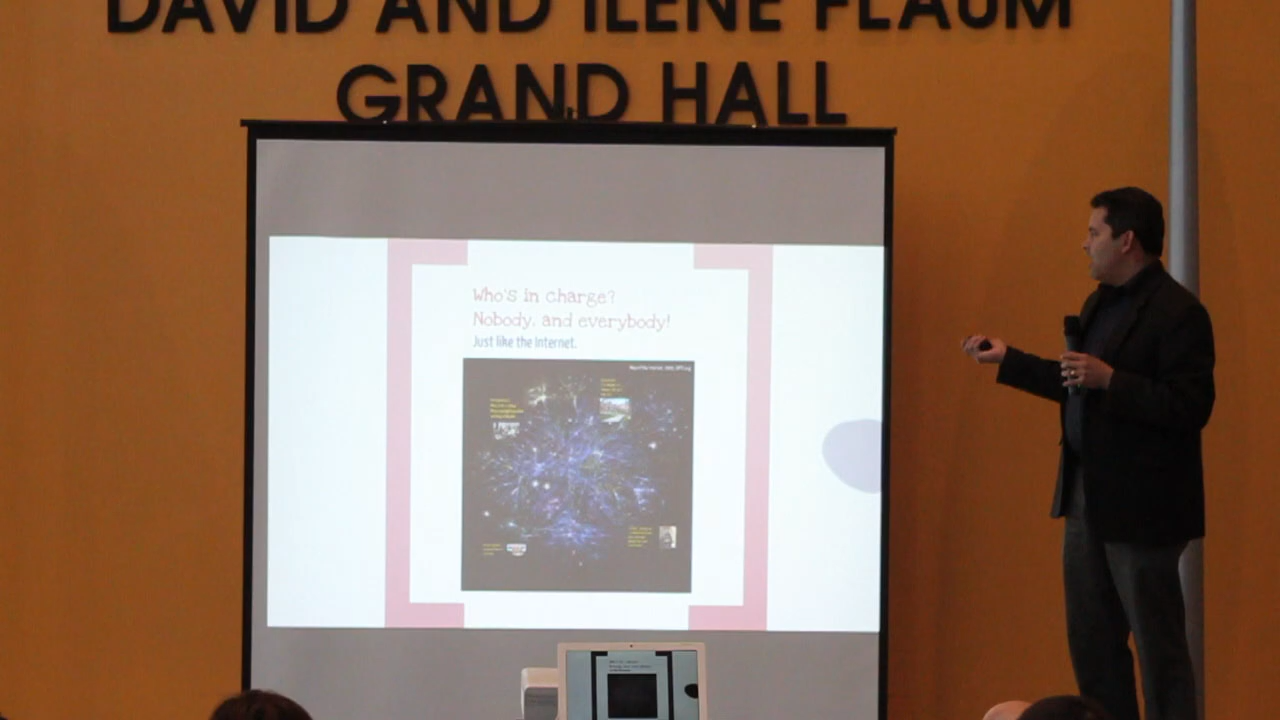 DAVID AND ILENE FLAUM
GRAND HALL
Who's in charge?
Nobody, and everybody!
Just like the Internet.